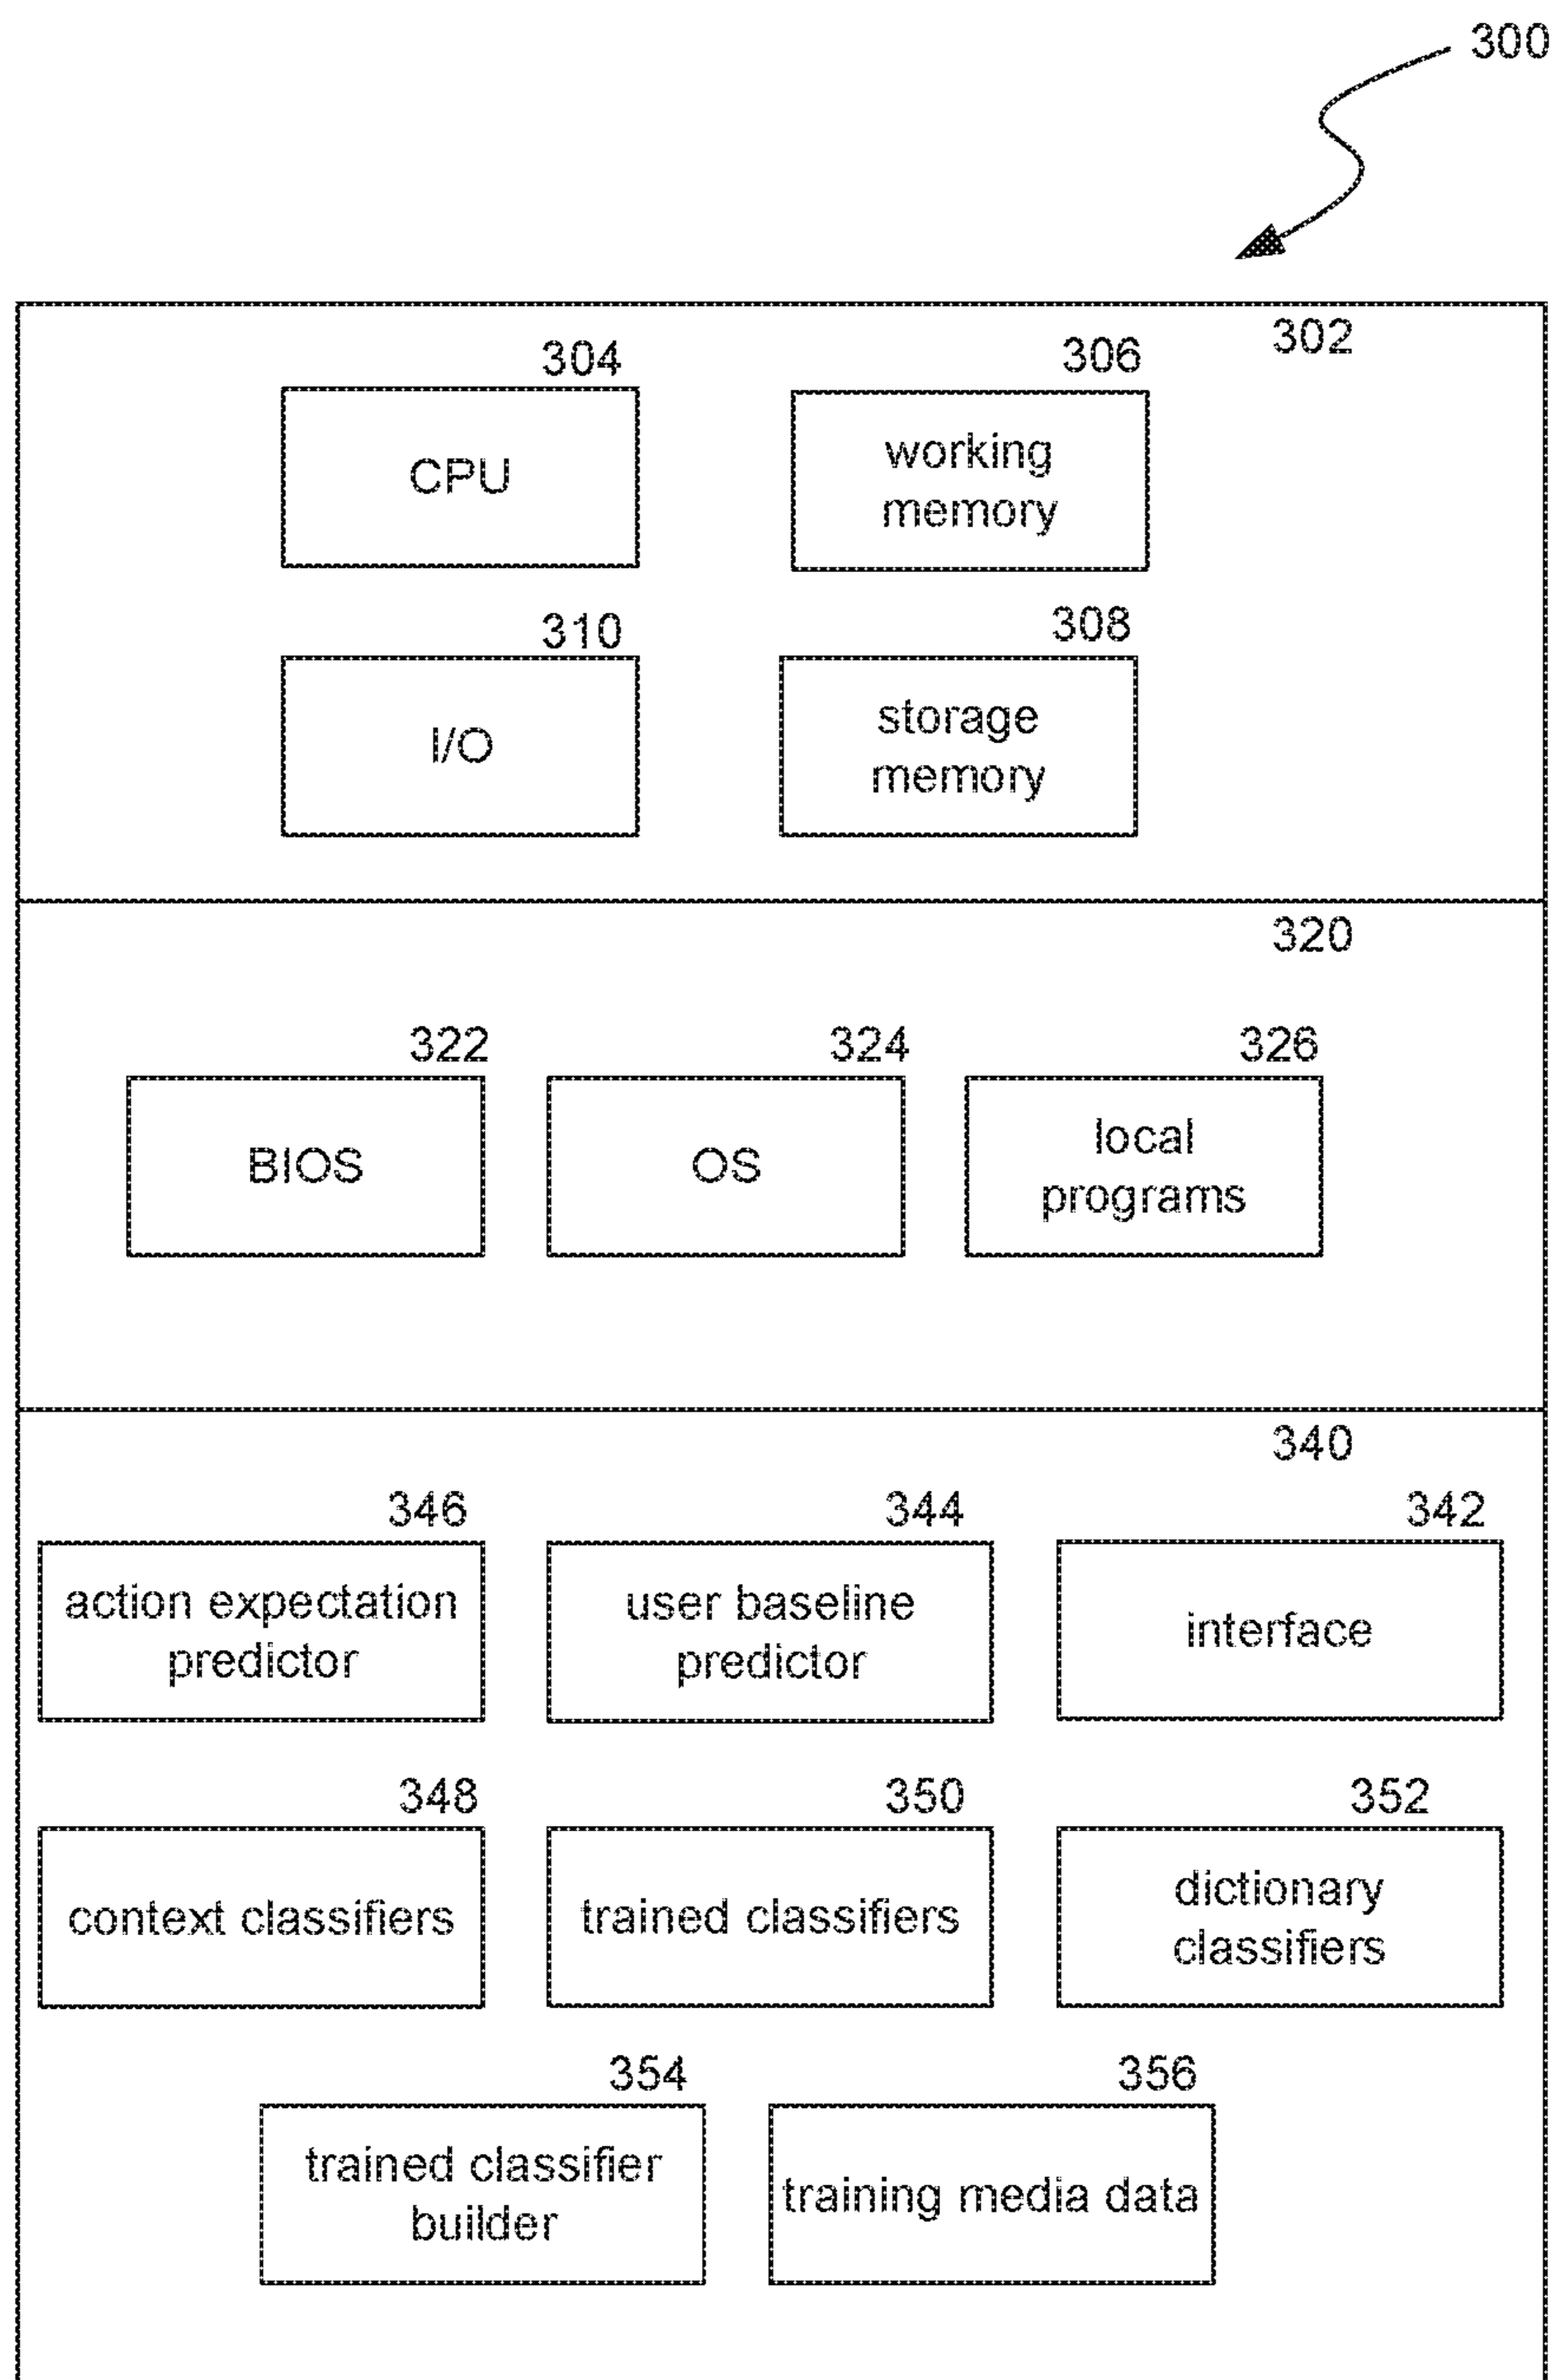 300
302
304
306
CPU
working
memory
310
308
I/O
storage
memory
320
322
324
326
BIOS
OS
local
programs
340
346
344
342
action expectation
predictor
user baseline
predictor
interface
348
350
352
context classifiers
trained classifiers
dictionary
classifiers
354
356
trained classifier
builder
training media data